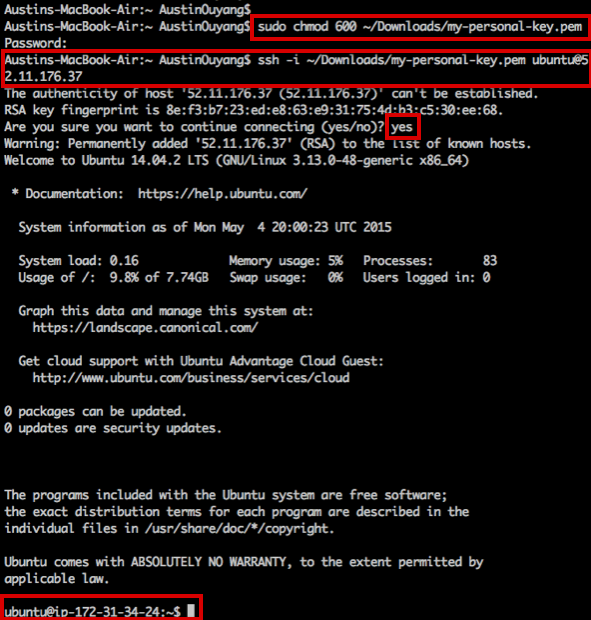 Austins-MacBook-Air:~ AustinOuyang$
Austins-MacBook-Air:~ AustinOuyang$ sudo chmod 600 ~/Downloads/my-personal-key.pem
Password:
Austins-MacBook-Air:~ AustinOuyang$ ssh -i ~/Downloads/my-personal-key.pem ubuntu@5
2.11.176.37
The authenticity of host '52.11.176.37 (52.11.176.37)' can't be established.
RSA key fingerprint is 8e:f3:b7:23:ed:e8:63:e9:31:75:4d:b3:c5:30:ee:68.
Are you sure you want to continue connecting (yes/no)? yes
Warning: Permanently added '52.11.176.37' (RSA) to the list of known hosts.
Welcome to Ubuntu 14.04.2 LTS (GNU/Linux 3.13.0-48-generic x86_64)
* Documentation:  https://help.ubuntu.com/
System information as of Mon May  4 20:00:23 UTC 2015
System load: 0.16 Memory usage: 5% Processes: 83
Usage of /: 9.8% of 7.74GB Swap usage: 0% Users logged in: 0
Graph this data and manage this system at:
https://landscape.canonical.com/
Get cloud support with Ubuntu Advantage Cloud Guest:
http://www.ubuntu.com/business/services/cloud
0 packages can be updated.
0 updates are security updates.
The programs included with the Ubuntu system are free software;
the exact distribution terms for each program are described in the
individual files in /usr/share/doc/*/copyright.
Ubuntu comes with ABSOLUTELY NO WARRANTY, to the extent permitted by
applicable law.
ubuntu@ip-172-31-34-24:~$